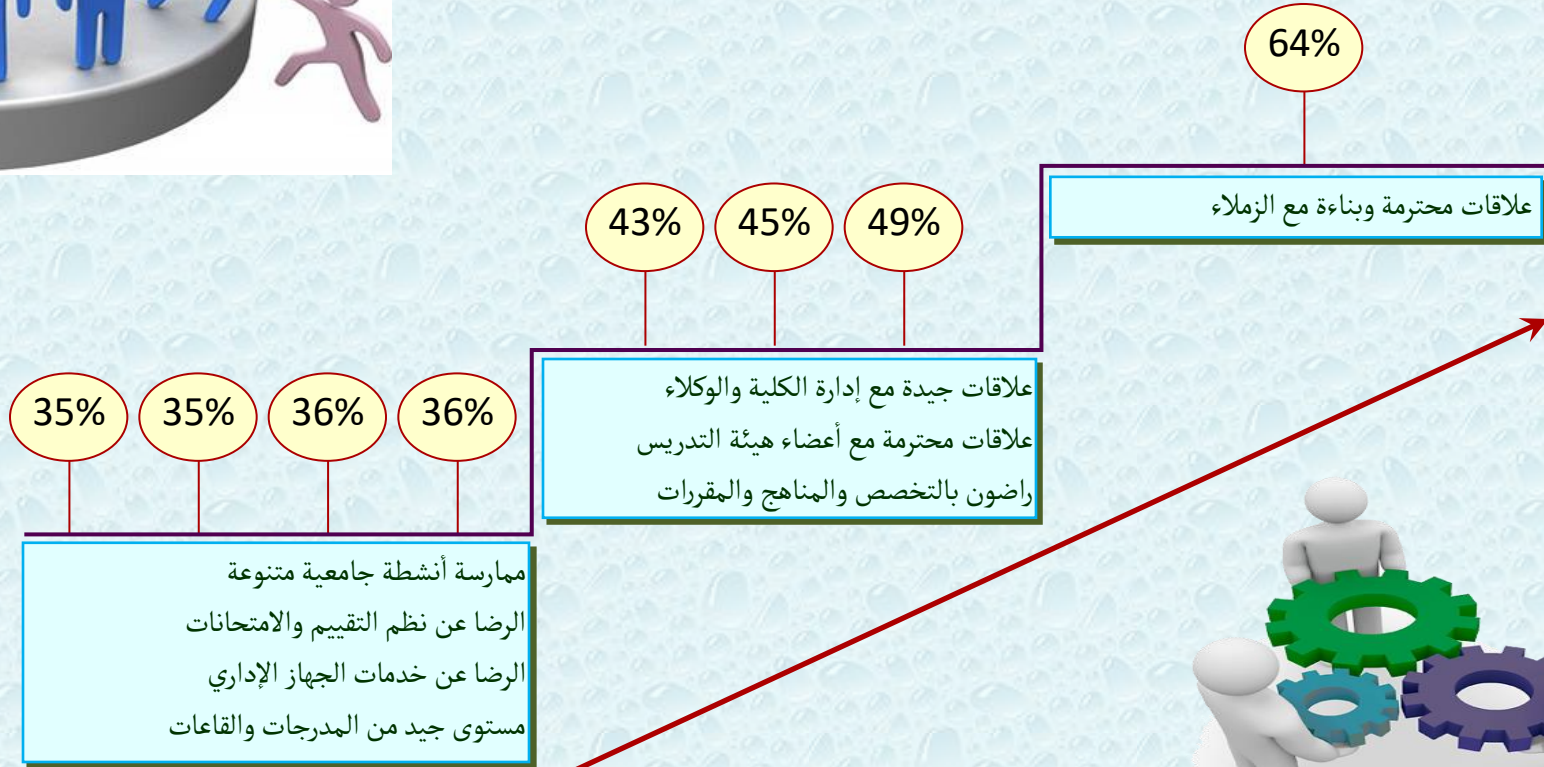 64%
علاقات محترمة وبناءة مع الزملاء
43% 45% 49%
علاقات جيدة مع إدارة الكلية والوكلاء
علاقات محترمة مع أعضاء هيئة التدريس
راضون بالتخصص والمناهج والمقررات
35% 35% 36% 36%
ممارسة أنشطة جامعية متنوعة
الرضا عن نظم التقييم والامتحانات
الرضا عن خدمات الجهاز الإداري
مستوى جيد من المدرجات والقاعات